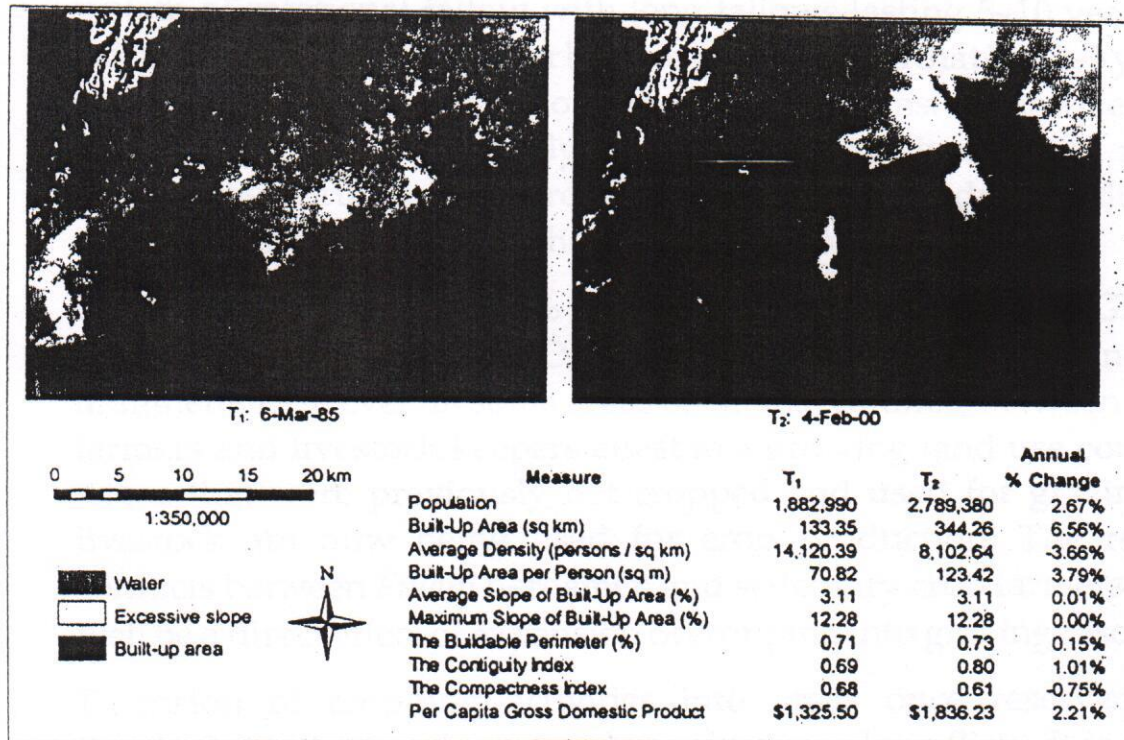 T₁: 6-Mar-85
T₂: 4-Feb-00
0 5 10 15 20 km
1:350,000
Water
Excessive slope
Built-up area
N
Measure T₁ T₂ Annual % Change
Population 1,882,990 2,789,380 2.67%
Built-Up Area (sq km) 133.35 344.26 6.56%
Average Density (persons / sq km) 14,120.39 8,102.64 -3.66%
Built-Up Area per Person (sq m) 70.82 123.42 3.79%
Average Slope of Built-Up Area (%) 3.11 3.11 0.01%
Maximum Slope of Built-Up Area (%) 12.28 12.28 0.00%
The Buildable Perimeter (%) 0.71 0.73 0.15%
The Contiguity Index 0.69 0.80 1.01%
The Compactness Index 0.68 0.61 -0.75%
Per Capita Gross Domestic Product $1,325.50 $1,836.23 2.21%